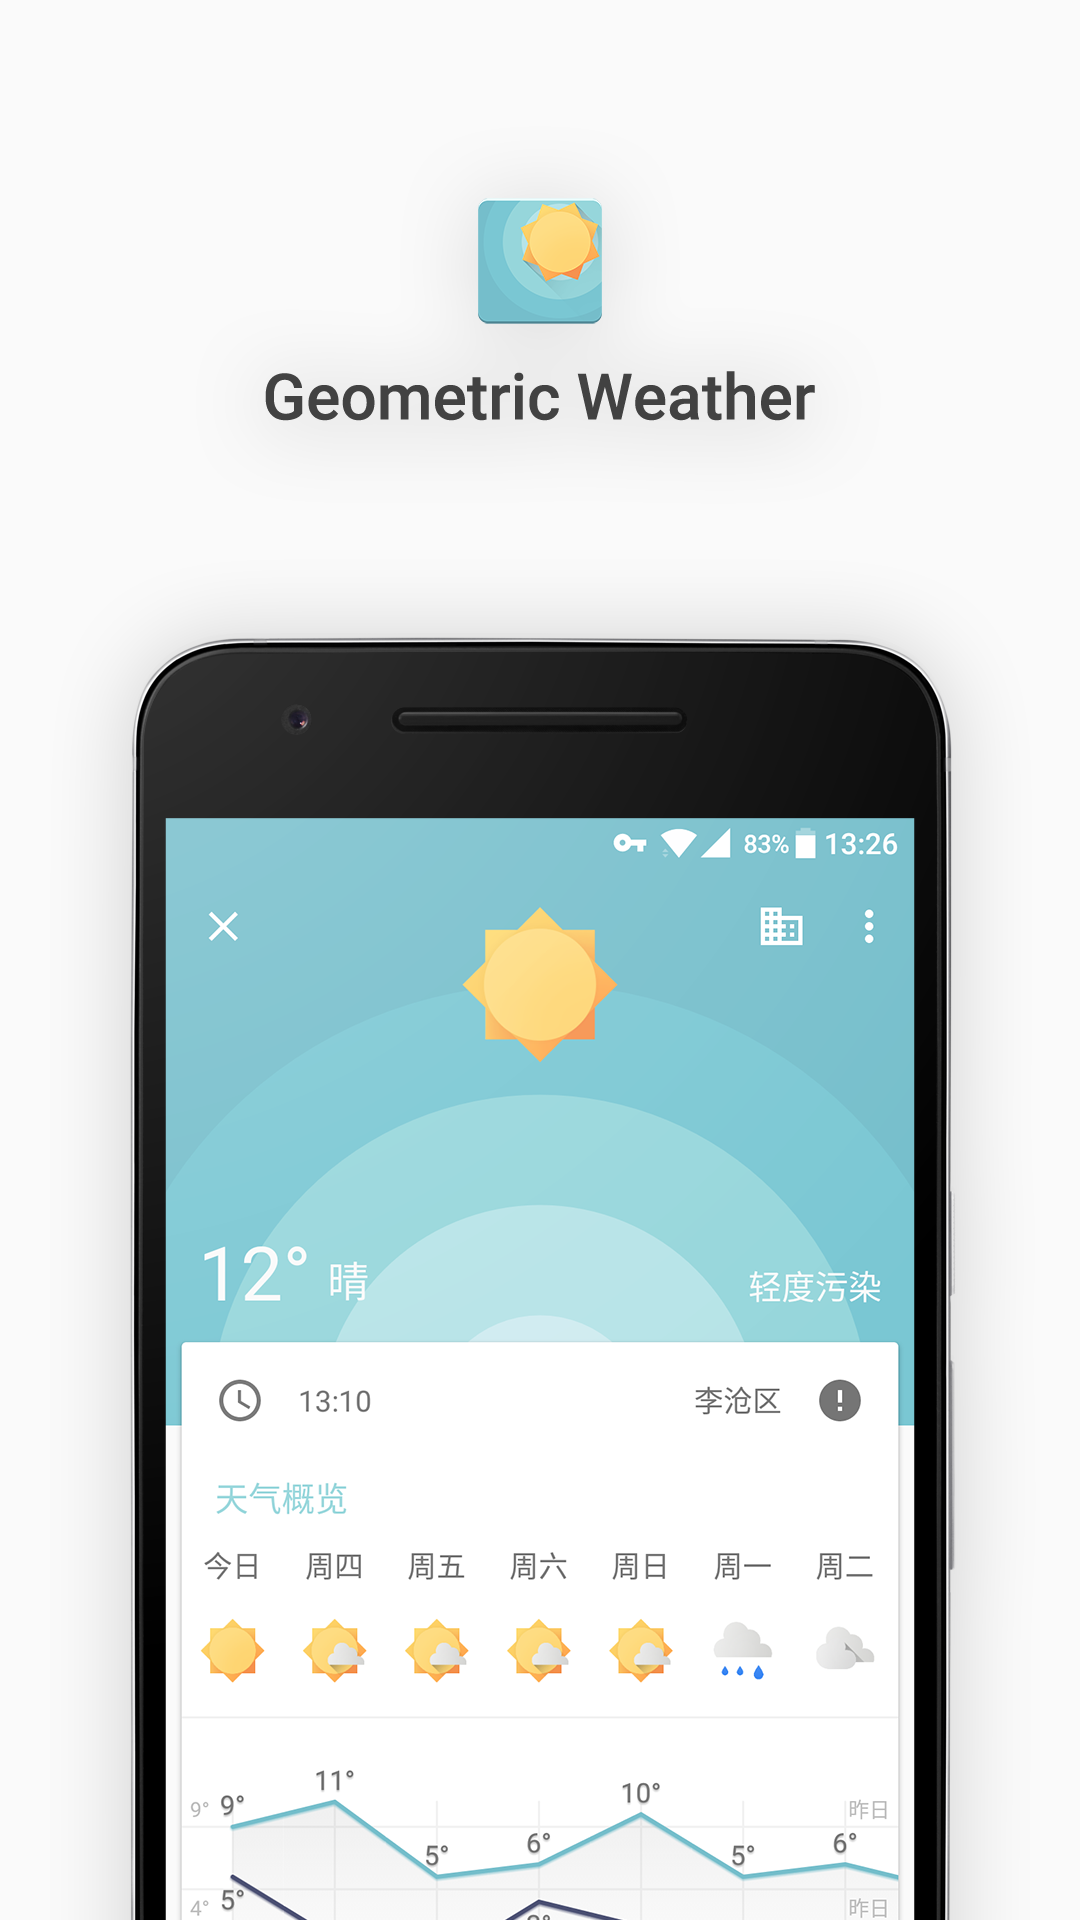 Geometric Weather
83% 13:26
12° 晴
轻度污染
13:10
李沧区
天气概览
今日 周四 周五 周六 周日 周一 周二
11°
10°
9° 9°
昨日
5° 6° 5° 6°
4° 5°
昨日